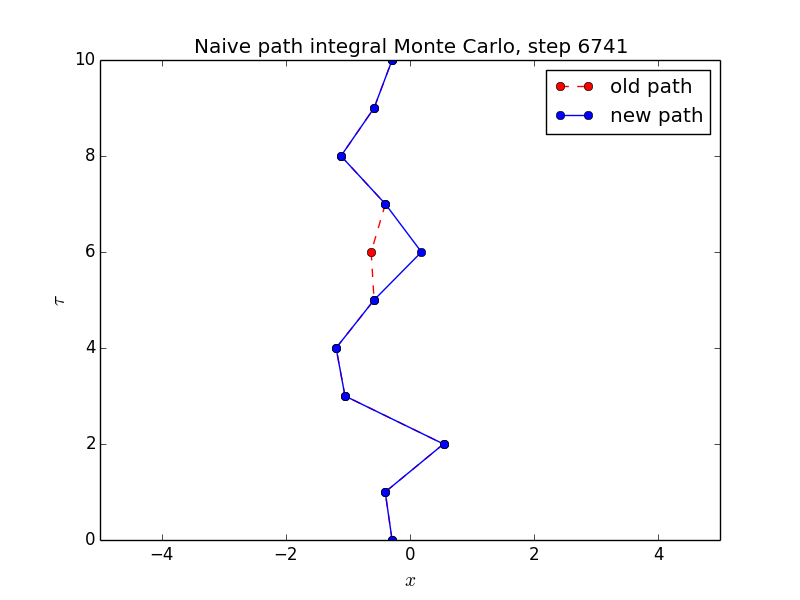 Naive path integral Monte Carlo, step 6741
old path
new path
10
8
6
4
2
0
τ
−4
−2
0
2
4
x